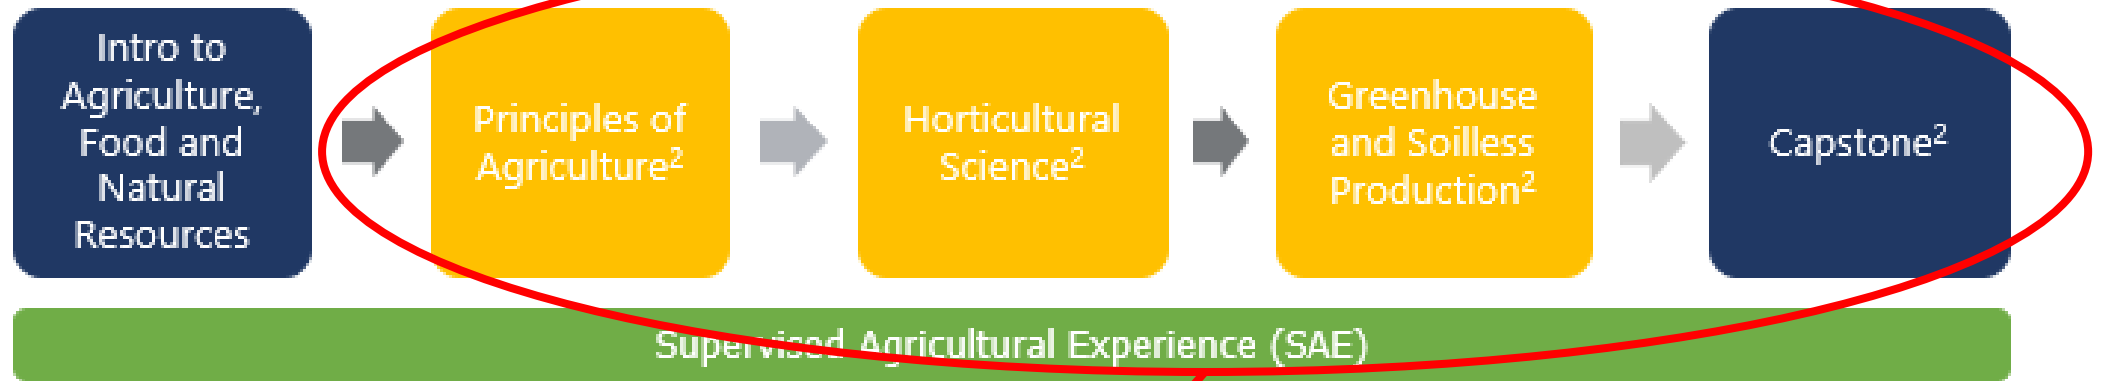 Intro to
Agriculture,
Food and
Natural
Resources
Principles of
Agriculture²
Horticultural
Science²
Greenhouse
and Soilless
Production²
Capstone²
Supervised Agricultural Experience (SAE)